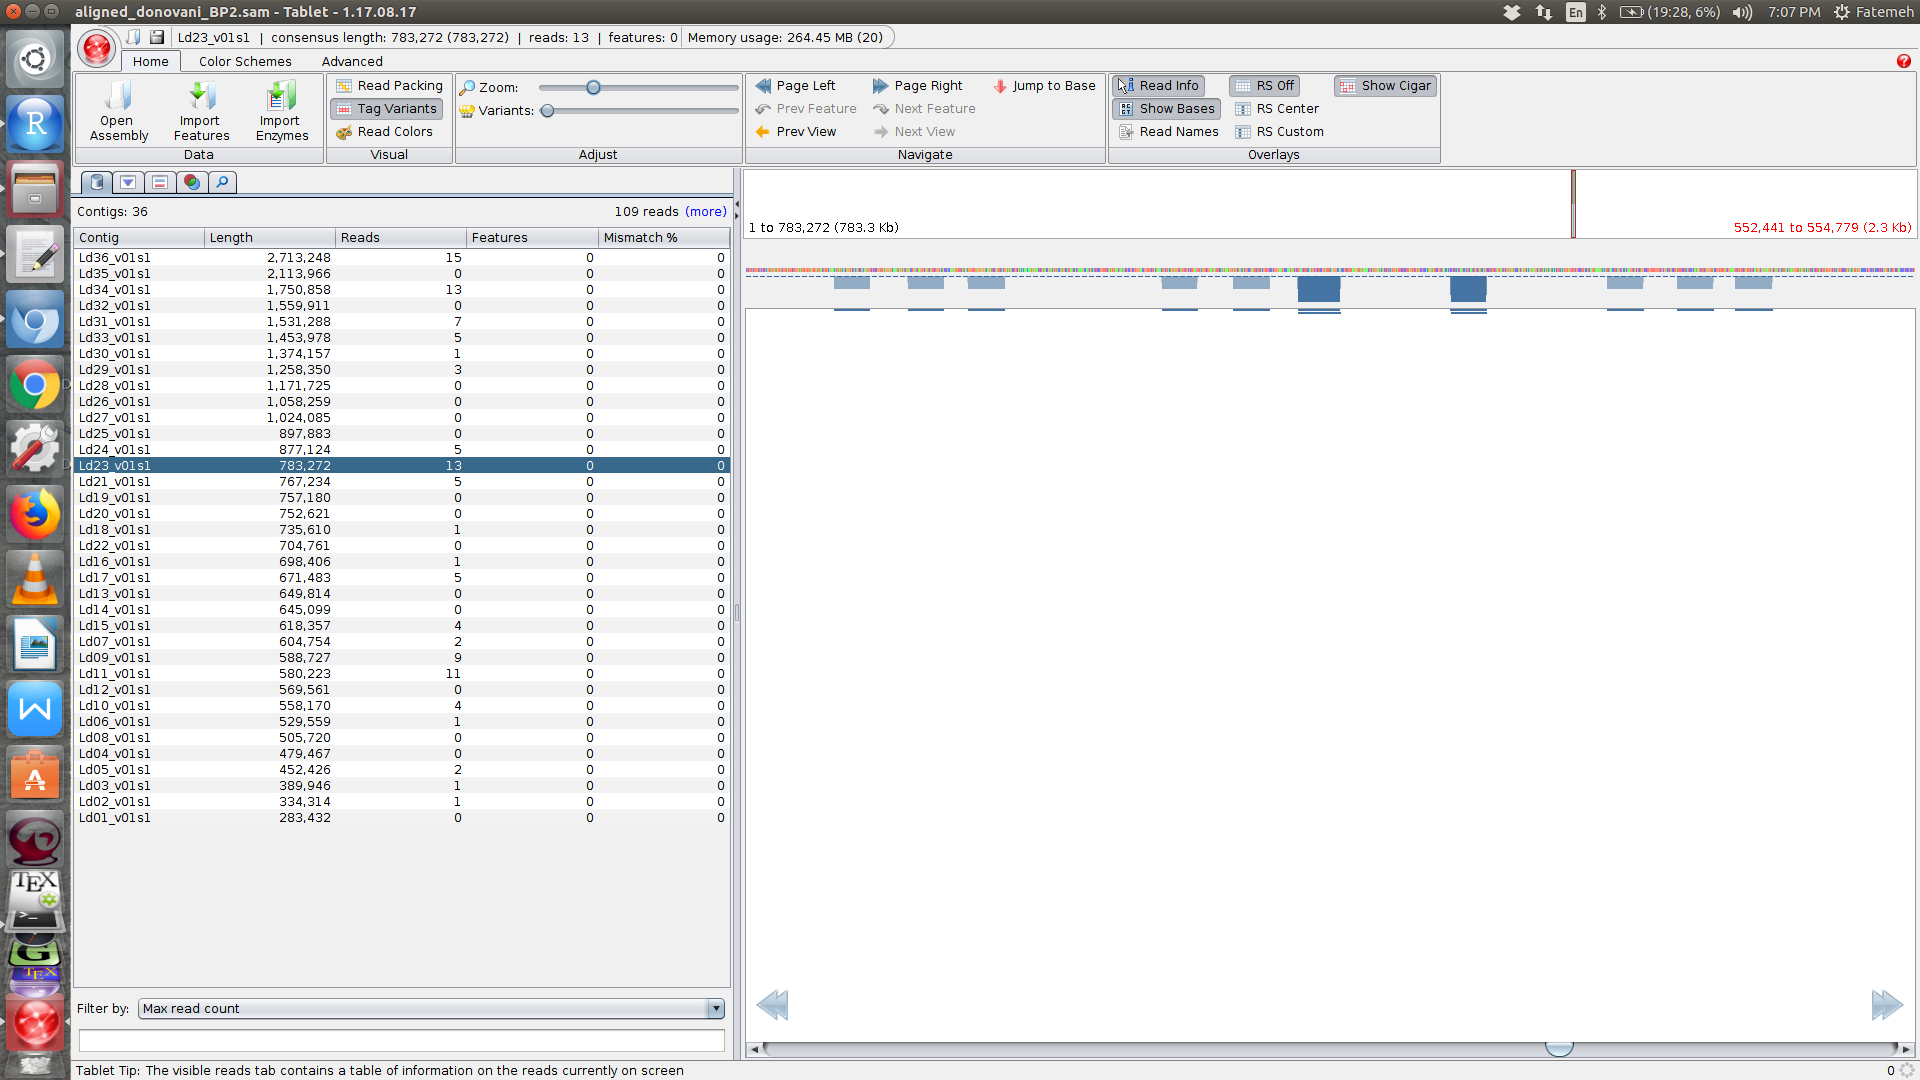 aligned_donovani_BP2.sam - Tablet - 1.17.08.17
En (19:28, 6%) 7:07 PM Fatemeh
Ld23_v01s1 | consensus length: 783,272 (783,272) | reads: 13 | features: 0 Memory usage: 264.45 MB (20)
Home Color Schemes Advanced
Open Assembly
Import Features
Import Enzymes
Data
Read Packing
Tag Variants
Read Colors
Visual
Zoom:
Variants:
Adjust
Page Left Page Right Jump to Base
Prev Feature Next Feature
Prev View Next View
Navigate
Read Info RS Off Show Cigar
Show Bases RS Center
Read Names RS Custom
Overlays
Contigs: 36 109 reads (more)
Contig Length Reads Features Mismatch %
Ld36_v01s1 2,713,248 15 0 0
Ld35_v01s1 2,113,966 0 0 0
Ld34_v01s1 1,750,858 13 0 0
Ld32_v01s1 1,559,911 0 0 0
Ld31_v01s1 1,531,288 7 0 0
Ld33_v01s1 1,453,978 5 0 0
Ld30_v01s1 1,374,157 1 0 0
Ld29_v01s1 1,258,350 3 0 0
Ld28_v01s1 1,171,725 0 0 0
Ld26_v01s1 1,058,259 0 0 0
Ld27_v01s1 1,024,085 0 0 0
Ld25_v01s1 897,883 0 0 0
Ld24_v01s1 877,124 5 0 0
Ld23_v01s1 783,272 13 0 0
Ld21_v01s1 767,234 5 0 0
Ld19_v01s1 757,180 0 0 0
Ld20_v01s1 752,621 0 0 0
Ld18_v01s1 735,610 1 0 0
Ld22_v01s1 704,761 0 0 0
Ld16_v01s1 698,406 1 0 0
Ld17_v01s1 671,483 5 0 0
Ld13_v01s1 649,814 0 0 0
Ld14_v01s1 645,099 0 0 0
Ld15_v01s1 618,357 4 0 0
Ld07_v01s1 604,754 2 0 0
Ld09_v01s1 588,727 9 0 0
Ld11_v01s1 580,223 11 0 0
Ld12_v01s1 569,561 0 0 0
Ld10_v01s1 558,170 4 0 0
Ld06_v01s1 529,559 1 0 0
Ld08_v01s1 505,720 0 0 0
Ld04_v01s1 479,467 0 0 0
Ld05_v01s1 452,426 2 0 0
Ld03_v01s1 389,946 1 0 0
Ld02_v01s1 334,314 1 0 0
Ld01_v01s1 283,432 0 0 0
Filter by: Max read count
1 to 783,272 (783.3 Kb) 552,441 to 554,779 (2.3 Kb)
Tablet Tip: The visible reads tab contains a table of information on the reads currently on screen
0